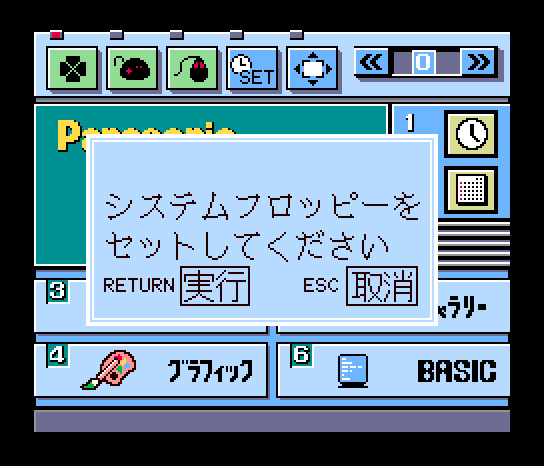 SET
0
Panasonic
1
システムフロッピーを
セットしてください
RETURN 実行 ESC 取消
3
ラリー
4 グラフィック
6 BASIC